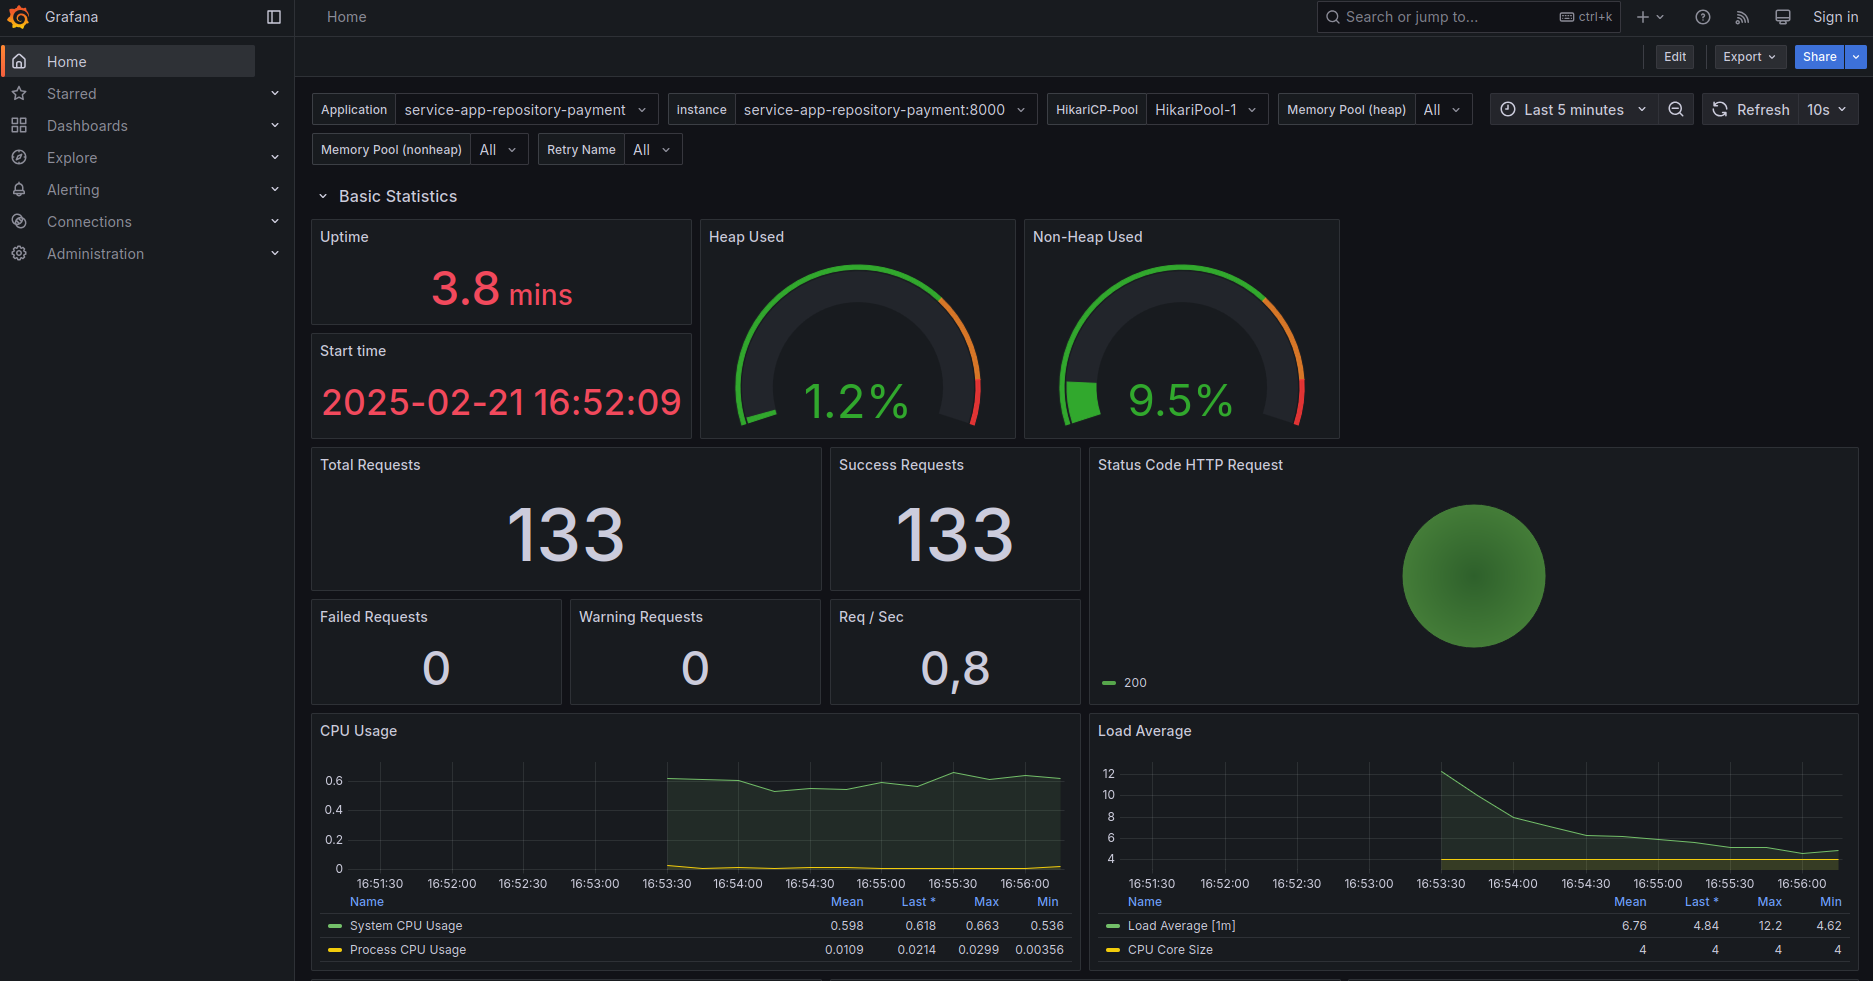 Grafana
Home
Search or jump to...
ctrl+k
Sign in
Home
Starred
Dashboards
Explore
Alerting
Connections
Administration
Edit
Export
Share
Application service-app-repository-payment
instance service-app-repository-payment:8000
HikariCP-Pool HikariPool-1
Memory Pool (heap) All
Last 5 minutes
Refresh 10s
Memory Pool (nonheap) All
Retry Name All
Basic Statistics
Uptime
3.8 mins
Start time
2025-02-21 16:52:09
Heap Used
1.2%
Non-Heap Used
9.5%
Total Requests
133
Success Requests
133
Status Code HTTP Request
200
Failed Requests
0
Warning Requests
0
Req / Sec
0,8
CPU Usage
0.6
0.4
0.2
0
16:51:30 16:52:00 16:52:30 16:53:00 16:53:30 16:54:00 16:54:30 16:55:00 16:55:30 16:56:00
Name Mean Last * Max Min
System CPU Usage 0.598 0.618 0.663 0.536
Process CPU Usage 0.0109 0.0214 0.0299 0.00356
Load Average
12
10
8
6
4
16:51:30 16:52:00 16:52:30 16:53:00 16:53:30 16:54:00 16:54:30 16:55:00 16:55:30 16:56:00
Name Mean Last * Max Min
Load Average [1m] 6.76 4.84 12.2 4.62
CPU Core Size 4 4 4 4